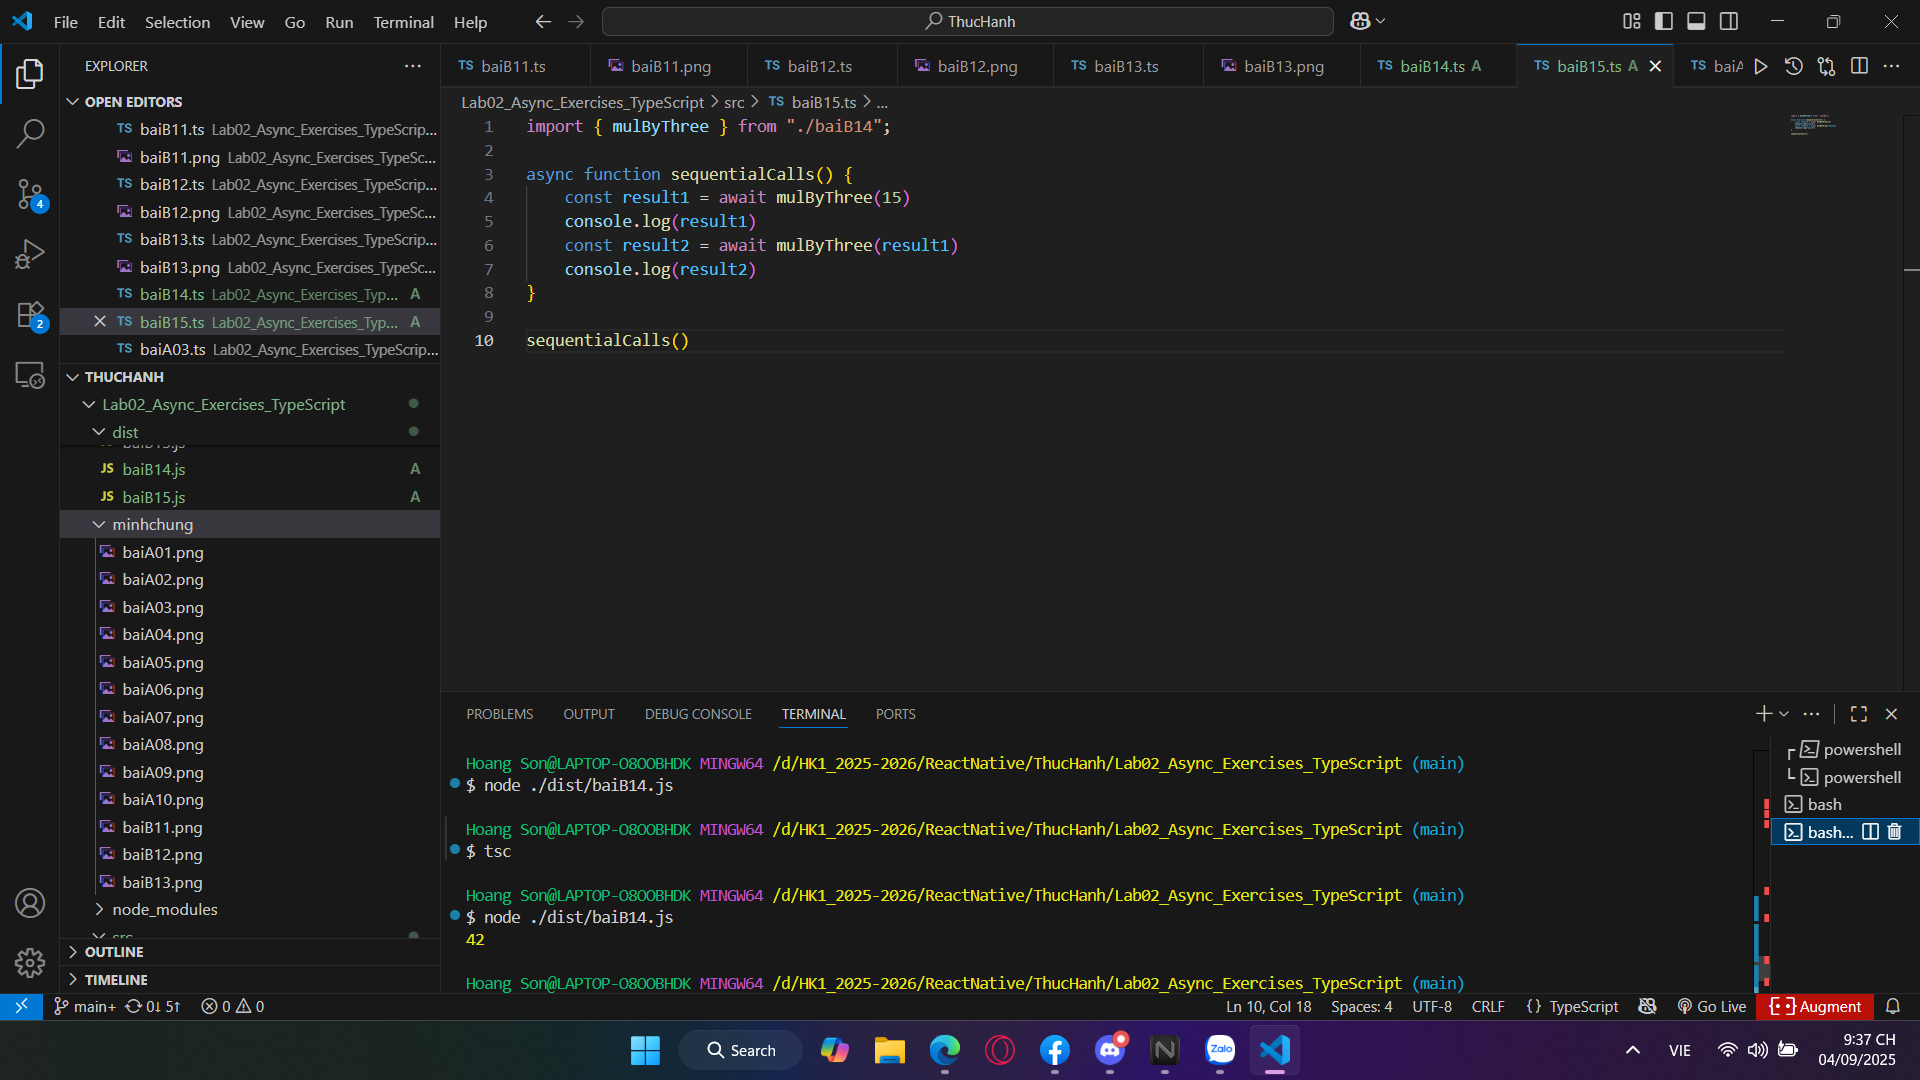 File Edit Selection View Go Run Terminal Help
ThucHanh
EXPLORER
OPEN EDITORS
TS baiB11.ts Lab02_Async_Exercises_TypeScrip...
baiB11.png Lab02_Async_Exercises_TypeSc...
TS baiB12.ts Lab02_Async_Exercises_TypeScrip...
baiB12.png Lab02_Async_Exercises_TypeSc...
TS baiB13.ts Lab02_Async_Exercises_TypeScrip...
baiB13.png Lab02_Async_Exercises_TypeSc...
TS baiB14.ts Lab02_Async_Exercises_Typ... A
TS baiB15.ts Lab02_Async_Exercises_Typ... A
TS baiA03.ts Lab02_Async_Exercises_TypeScrip...
THUCHANH
Lab02_Async_Exercises_TypeScript
dist
JS baiB14.js A
JS baiB15.js A
minhchung
baiA01.png
baiA02.png
baiA03.png
baiA04.png
baiA05.png
baiA06.png
baiA07.png
baiA08.png
baiA09.png
baiA10.png
baiB11.png
baiB12.png
baiB13.png
node_modules
OUTLINE
TIMELINE
4
2
TS baiB11.ts baiB11.png TS baiB12.ts baiB12.png TS baiB13.ts baiB13.png TS baiB14.ts A TS baiB15.ts A TS baiA
Lab02_Async_Exercises_TypeScript > src > TS baiB15.ts > ...
1 import { mulByThree } from "./baiB14";
2
3 async function sequentialCalls() {
4 const result1 = await mulByThree(15)
5 console.log(result1)
6 const result2 = await mulByThree(result1)
7 console.log(result2)
8 }
9
10 sequentialCalls()
PROBLEMS OUTPUT DEBUG CONSOLE TERMINAL PORTS
Hoang Son@LAPTOP-O8OOBHDK MINGW64 /d/HK1_2025-2026/ReactNative/ThucHanh/Lab02_Async_Exercises_TypeScript (main)
$ node ./dist/baiB14.js
Hoang Son@LAPTOP-O8OOBHDK MINGW64 /d/HK1_2025-2026/ReactNative/ThucHanh/Lab02_Async_Exercises_TypeScript (main)
$ tsc
Hoang Son@LAPTOP-O8OOBHDK MINGW64 /d/HK1_2025-2026/ReactNative/ThucHanh/Lab02_Async_Exercises_TypeScript (main)
$ node ./dist/baiB14.js
42
Hoang Son@LAPTOP-O8OOBHDK MINGW64 /d/HK1_2025-2026/ReactNative/ThucHanh/Lab02_Async_Exercises_TypeScript (main)
powershell
powershell
bash
bash...
main+ 0↓ 5↑ 0 0
Ln 10, Col 18 Spaces: 4 UTF-8 CRLF {} TypeScript Go Live Augment
Search
Zalo
VIE
9:37 CH
04/09/2025